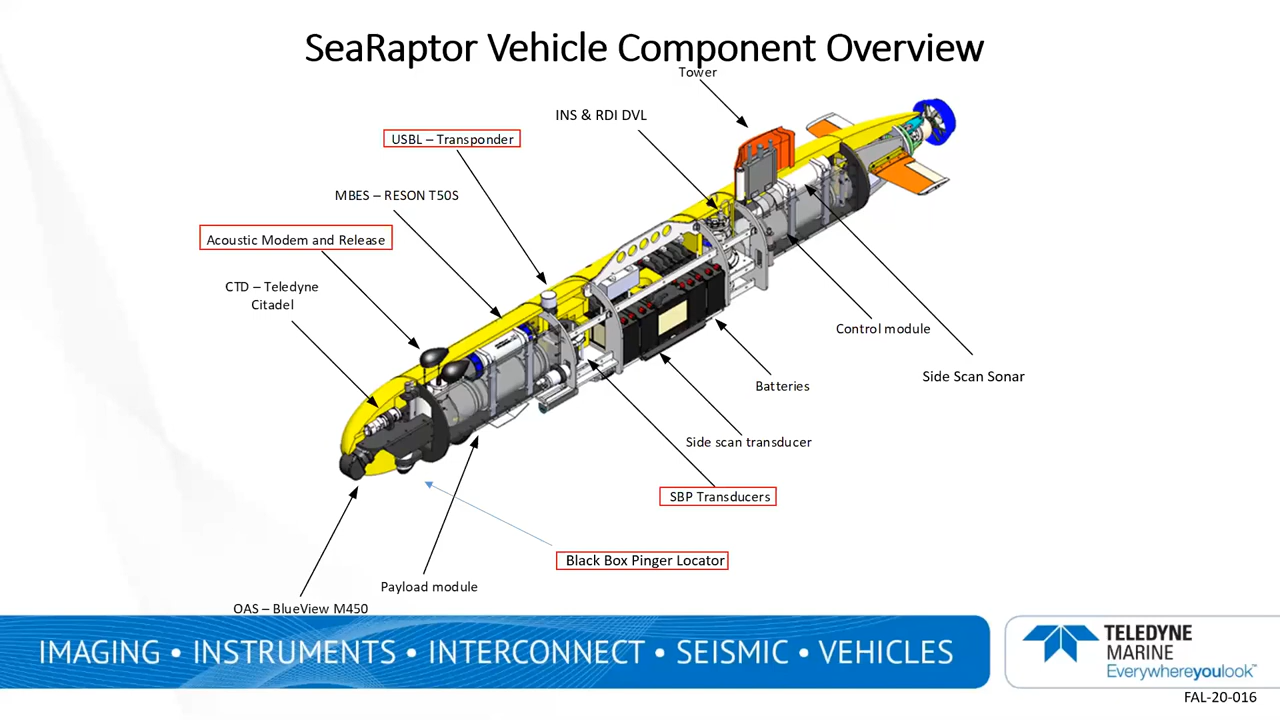 SeaRaptor Vehicle Component Overview
Tower
INS & RDI DVL
USBL – Transponder
MBES – RESON T50S
Acoustic Modem and Release
CTD – Teledyne
Citadel
Control module
Side Scan Sonar
Batteries
Side scan transducer
SBP Transducers
Black Box Pinger Locator
Payload module
OAS – BlueView M450
IMAGING • INSTRUMENTS • INTERCONNECT • SEISMIC • VEHICLES
TELEDYNE
MARINE
Everywhereyoulook™
FAL-20-016